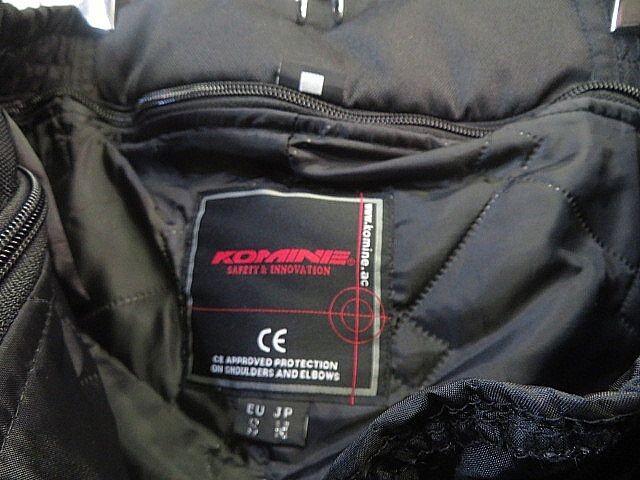 KOMINE®
SAFETY & INNOVATION
www.komine.ac
CE
CE APPROVED PROTECTION
ON SHOULDERS AND ELBOWS
EU JP
S M